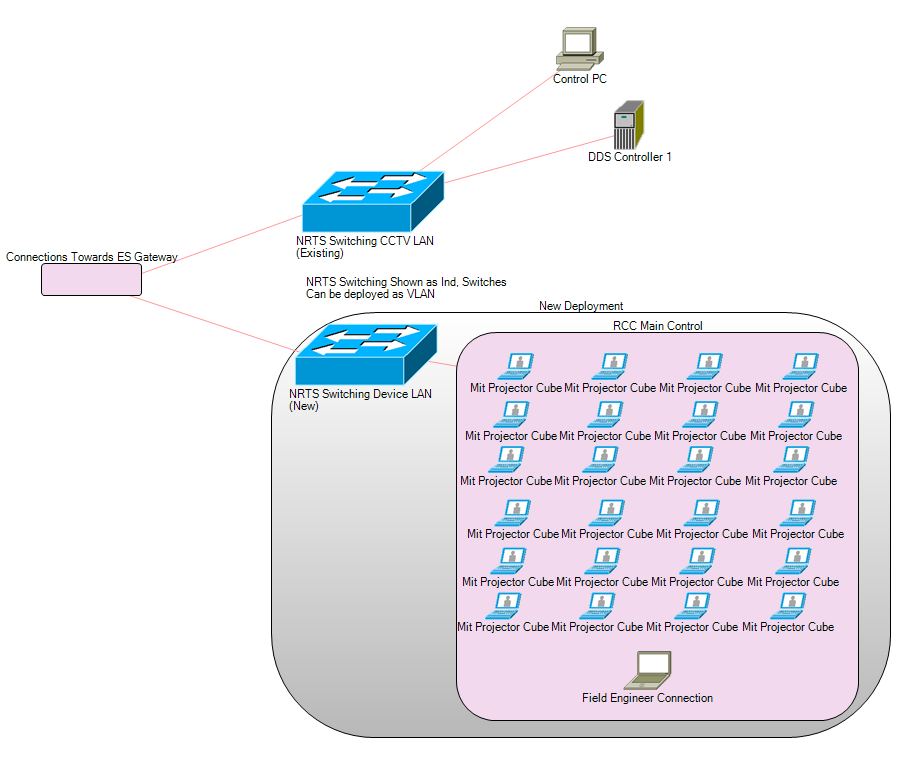 Control PC
DDS Controller 1
NRTS Switching CCTV LAN
(Existing)
Connections Towards ES Gateway
NRTS Switching Shown as Ind, Switches
Can be deployed as VLAN
New Deployment
RCC Main Control
NRTS Switching Device LAN
(New)
Mit Projector Cube Mit Projector Cube Mit Projector Cube Mit Projector Cube
Mit Projector Cube Mit Projector Cube Mit Projector Cube Mit Projector Cube
Mit Projector Cube Mit Projector Cube Mit Projector Cube Mit Projector Cube
Mit Projector Cube Mit Projector Cube Mit Projector Cube Mit Projector Cube
Mit Projector Cube Mit Projector Cube Mit Projector Cube Mit Projector Cube
Mit Projector Cube Mit Projector Cube Mit Projector Cube Mit Projector Cube
Field Engineer Connection